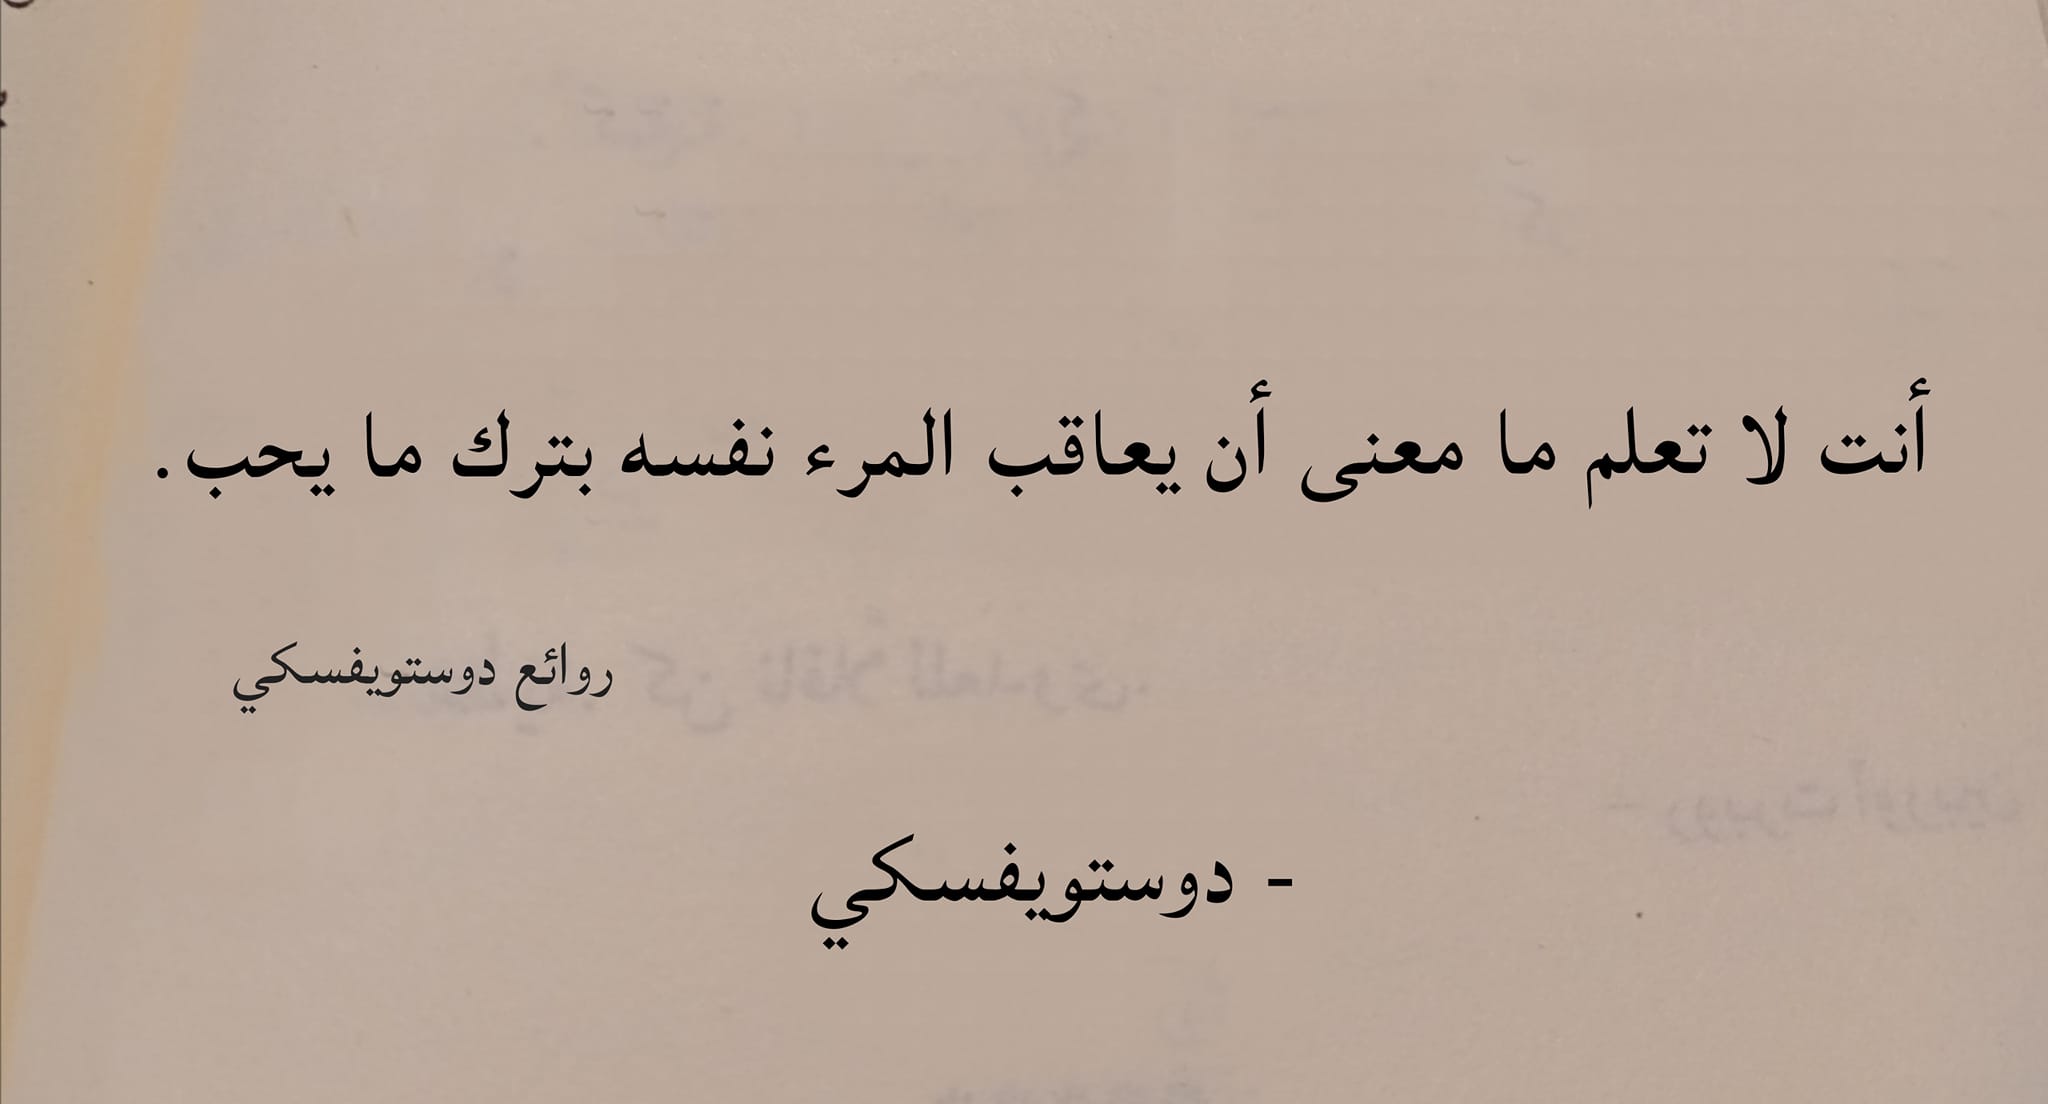 أنت لا تعلم ما معنى أن يعاقب المرء نفسه بترك ما يحب.
روائع دوستويفسكي
- دوستويفسكي